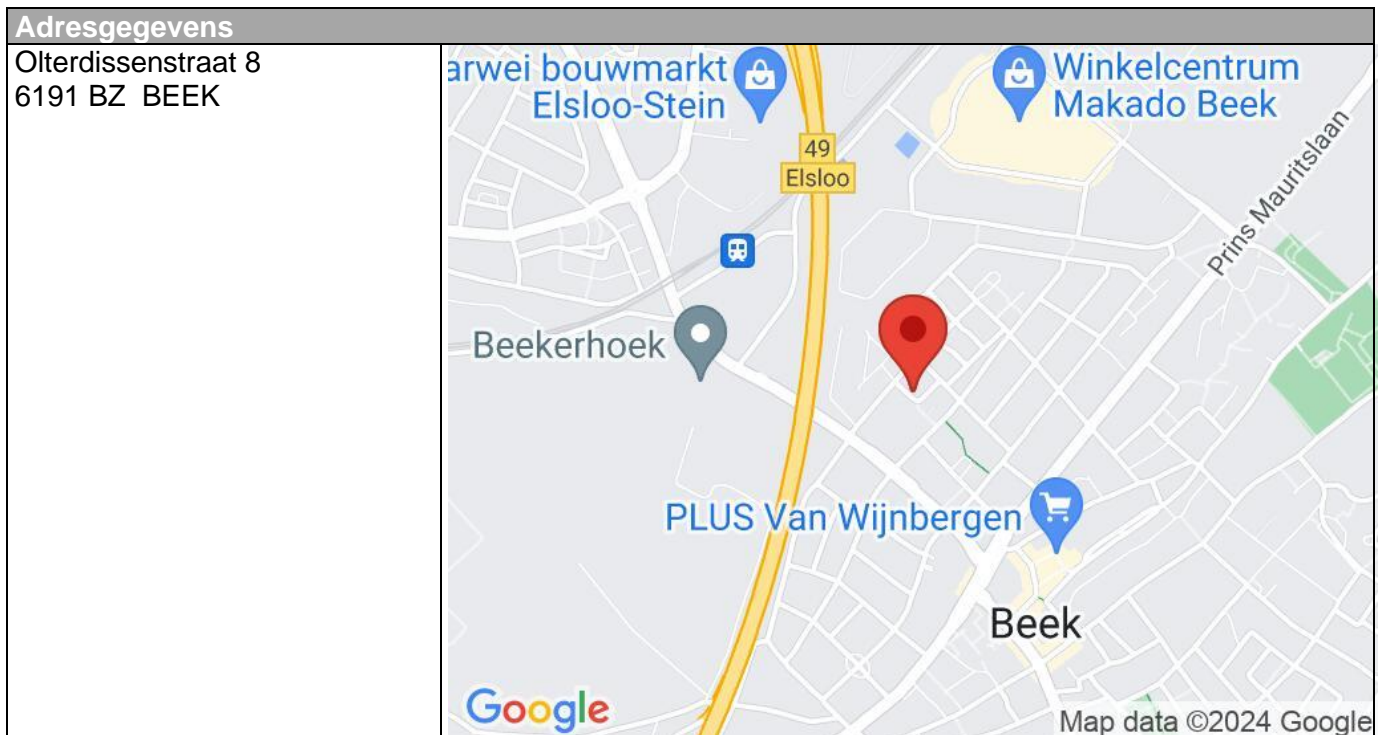 Adresgegevens
Olterdissenstraat 8
6191 BZ BEEK
arwei bouwmarkt
Elsloo-Stein
Winkelcentrum
Makado Beek
49
Elsloo
Prins Mauritslaan
Beekerhoek
PLUS Van Wijnbergen
Beek
Google
Map data ©2024 Google